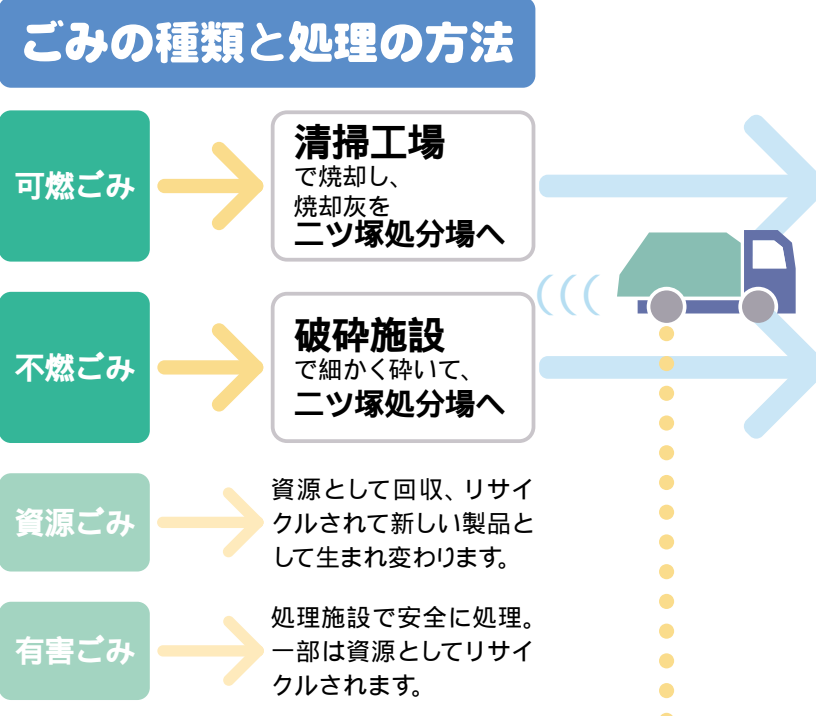 ごみの種類と処理の方法
可燃ごみ
清掃工場
で焼却し、
焼却灰を
二ツ塚処分場へ
不燃ごみ
破砕施設
で細かく砕いて、
二ツ塚処分場へ
資源ごみ
資源として回収、リサイ
クルされて新しい製品と
して生まれ変わります。
有害ごみ
処理施設で安全に処理。
一部は資源としてリサイ
クルされます。